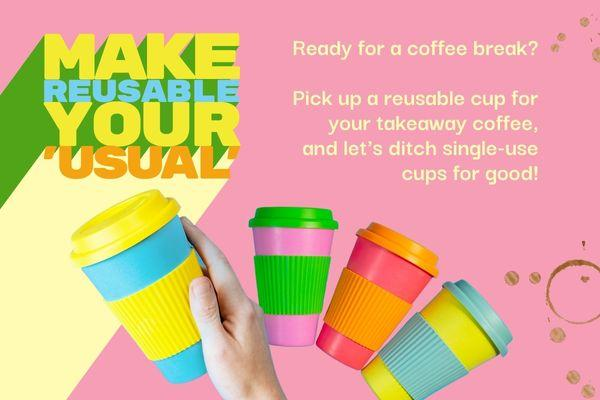 MAKE
REUSABLE
YOUR
'USUAL'
Ready for a coffee break?
Pick up a reusable cup for
your takeaway coffee,
and let's ditch single-use
cups for good!